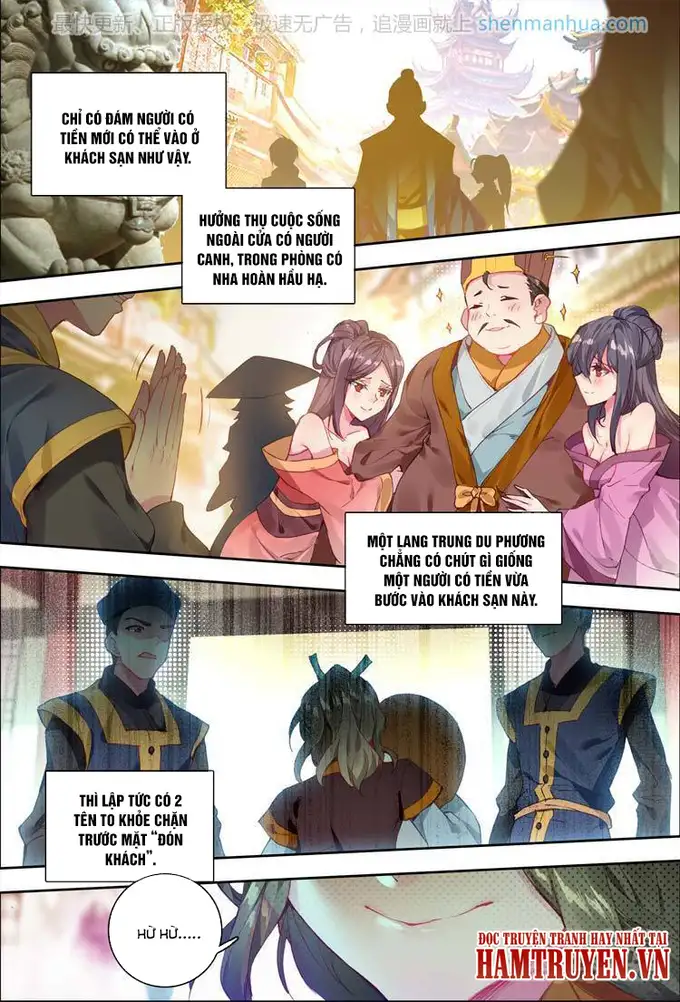 最快更新、正版授权、极速无广告，追漫画就上 shenmanhua.com
CHỈ CÓ ĐÁM NGƯỜI CÓ
TIỀN MỚI CÓ THỂ VÀO Ở
KHÁCH SẠN NHƯ VẬY.
HƯỞNG THỤ CUỘC SỐNG
NGOÀI CỬA CÓ NGƯỜI
CANH, TRONG PHÒNG CÓ
NHA HOÀN HẦU HẠ.
MỘT LANG TRUNG DU PHƯƠNG
CHẲNG CÓ CHÚT GÌ GIỐNG
MỘT NGƯỜI CÓ TIỀN VỪA
BƯỚC VÀO KHÁCH SẠN NÀY.
THÌ LẬP TỨC CÓ 2
TÊN TO KHỎE CHẶN
TRƯỚC MẶT “ĐÓN
KHÁCH”.
HỪ HỪ.....
ĐỌC TRUYỆN TRANH HAY NHẤT TẠI
HAMTRUYEN.VN